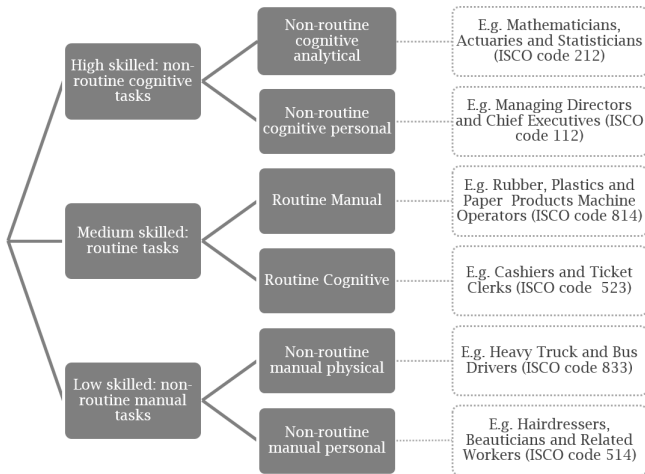 High skilled: non-
routine cognitive
tasks
Non-routine
cognitive
analytical
E.g. Mathematicians,
Actuaries and Statisticians
(ISCO code 212)
Non-routine
cognitive personal
E.g. Managing Directors
and Chief Executives (ISCO
code 112)
Medium skilled:
routine tasks
Routine Manual
E.g. Rubber, Plastics and
Paper Products Machine
Operators (ISCO code 814)
Routine Cognitive
E.g. Cashiers and Ticket
Clerks (ISCO code 523)
Low skilled: non-
routine manual
tasks
Non-routine
manual physical
E.g. Heavy Truck and Bus
Drivers (ISCO code 833)
Non-routine
manual personal
E.g. Hairdressers,
Beauticians and Related
Workers (ISCO code 514)